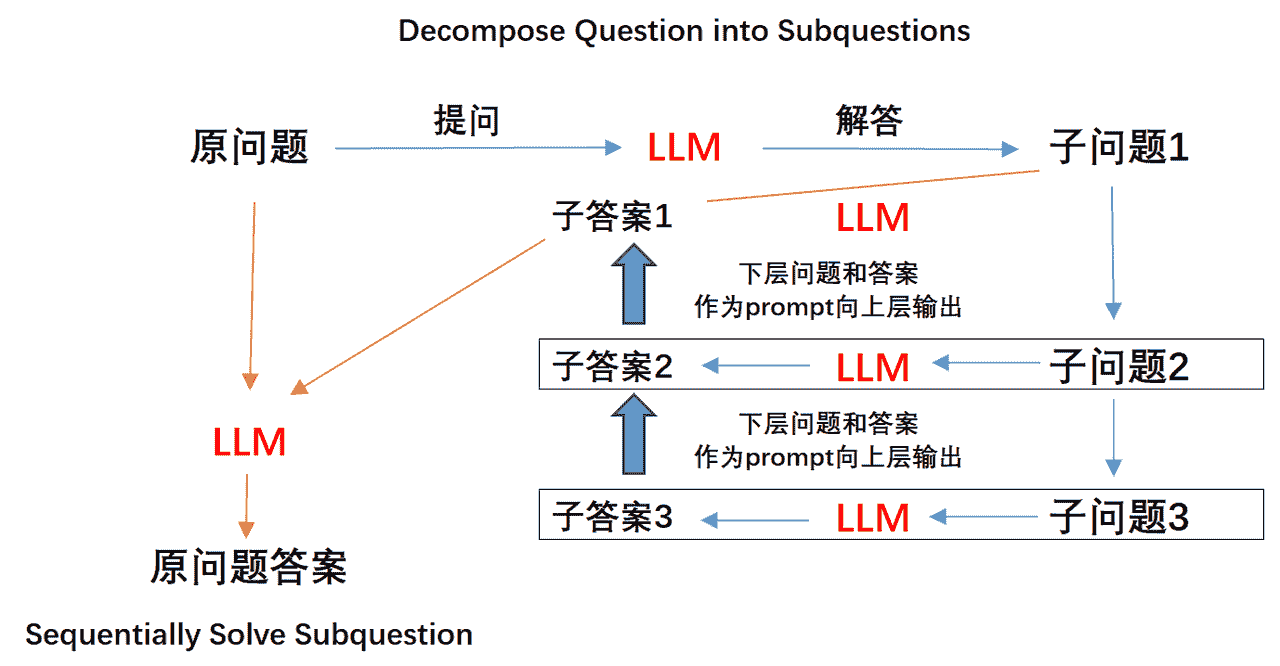 Decompose Question into Subquestions
提问
解答
原问题
LLM
子问题1
子答案1
LLM
下层问题和答案
作为prompt向上层输出
子答案2
LLM
子问题2
下层问题和答案
作为prompt向上层输出
LLM
子答案3
LLM
子问题3
原问题答案
Sequentially Solve Subquestion